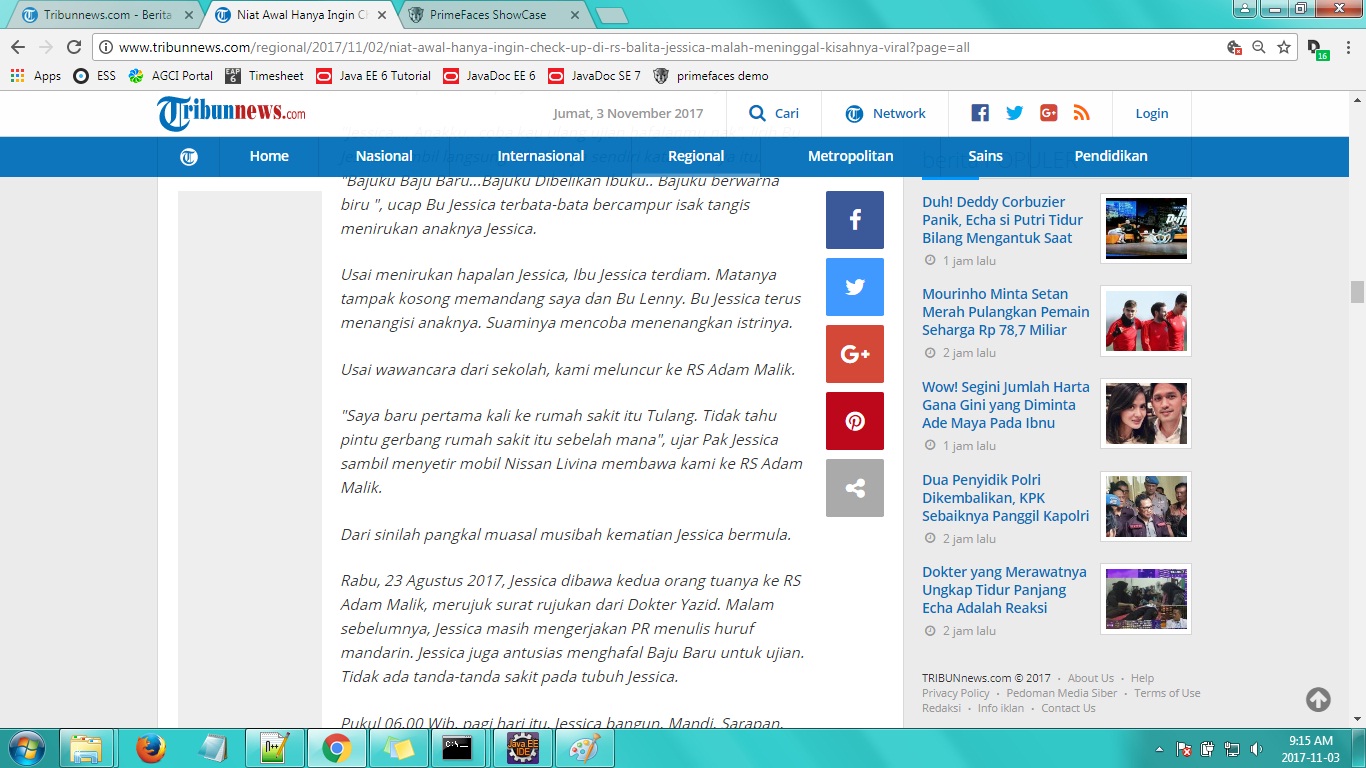 Tribunnews.com - Berita
Niat Awal Hanya Ingin Ch
PrimeFaces ShowCase
www.tribunnews.com/regional/2017/11/02/niat-awal-hanya-ingin-check-up-di-rs-balita-jessica-malah-meninggal-kisahnya-viral?page=all
16
Apps
ESS
AGCI Portal
EAP 6
Timesheet
Java EE 6 Tutorial
JavaDoc EE 6
JavaDoc SE 7
primefaces demo
Tribunnews.com
Jumat, 3 November 2017
Cari
Network
Login
Home
Nasional
Internasional
Regional
Metropolitan
Sains
Pendidikan
"Bajuku Baju Baru...Bajuku Dibelikan Ibuku.. Bajuku berwarna
biru ", ucap Bu Jessica terbata-bata bercampur isak tangis
menirukan anaknya Jessica.
Usai menirukan hapalan Jessica, Ibu Jessica terdiam. Matanya
tampak kosong memandang saya dan Bu Lenny. Bu Jessica terus
menangisi anaknya. Suaminya mencoba menenangkan istrinya.
Usai wawancara dari sekolah, kami meluncur ke RS Adam Malik.
"Saya baru pertama kali ke rumah sakit itu Tulang. Tidak tahu
pintu gerbang rumah sakit itu sebelah mana", ujar Pak Jessica
sambil menyetir mobil Nissan Livina membawa kami ke RS Adam
Malik.
Dari sinilah pangkal muasal musibah kematian Jessica bermula.
Rabu, 23 Agustus 2017, Jessica dibawa kedua orang tuanya ke RS
Adam Malik, merujuk surat rujukan dari Dokter Yazid. Malam
sebelumnya, Jessica masih mengerjakan PR menulis huruf
mandarin. Jessica juga antusias menghafal Baju Baru untuk ujian.
Tidak ada tanda-tanda sakit pada tubuh Jessica.
Pukul 06.00 Wib, pagi hari itu, Jessica bangun. Mandi. Sarapan.
Duh! Deddy Corbuzier
Panik, Echa si Putri Tidur
Bilang Mengantuk Saat
1 jam lalu
Mourinho Minta Setan
Merah Pulangkan Pemain
Seharga Rp 78,7 Miliar
2 jam lalu
Wow! Segini Jumlah Harta
Gana Gini yang Diminta
Ade Maya Pada Ibnu
1 jam lalu
Dua Penyidik Polri
Dikembalikan, KPK
Sebaiknya Panggil Kapolri
2 jam lalu
Dokter yang Merawatnya
Ungkap Tidur Panjang
Echa Adalah Reaksi
2 jam lalu
TRIBUNnews.com © 2017 · About Us · Help
Privacy Policy · Pedoman Media Siber · Terms of Use
Redaksi · Info iklan · Contact Us
9:15 AM
2017-11-03